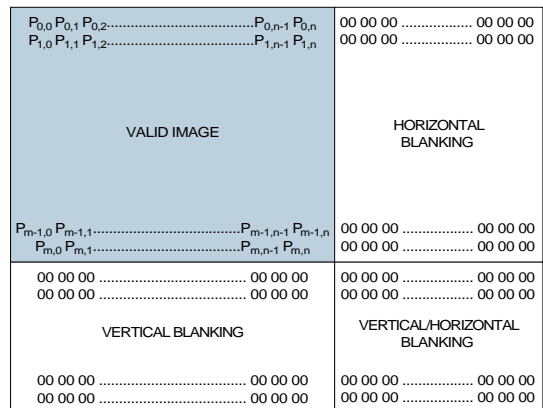 P0,0 P0,1 P0,2.....................................P0,n-1 P0,n
P1,0 P1,1 P1,2.....................................P1,n-1 P1,n
VALID IMAGE
Pm-1,0 Pm-1,1.....................................Pm-1,n-1 Pm-1,n
Pm,0 Pm,1.....................................Pm,n-1 Pm,n
00 00 00 .................. 00 00 00
00 00 00 .................. 00 00 00
HORIZONTAL
BLANKING
00 00 00 .................. 00 00 00
00 00 00 .................. 00 00 00
00 00 00 ..................................... 00 00 00
00 00 00 ..................................... 00 00 00
VERTICAL BLANKING
00 00 00 ..................................... 00 00 00
00 00 00 ..................................... 00 00 00
00 00 00 .................. 00 00 00
00 00 00 .................. 00 00 00
VERTICAL/HORIZONTAL
BLANKING
00 00 00 .................. 00 00 00
00 00 00 .................. 00 00 00